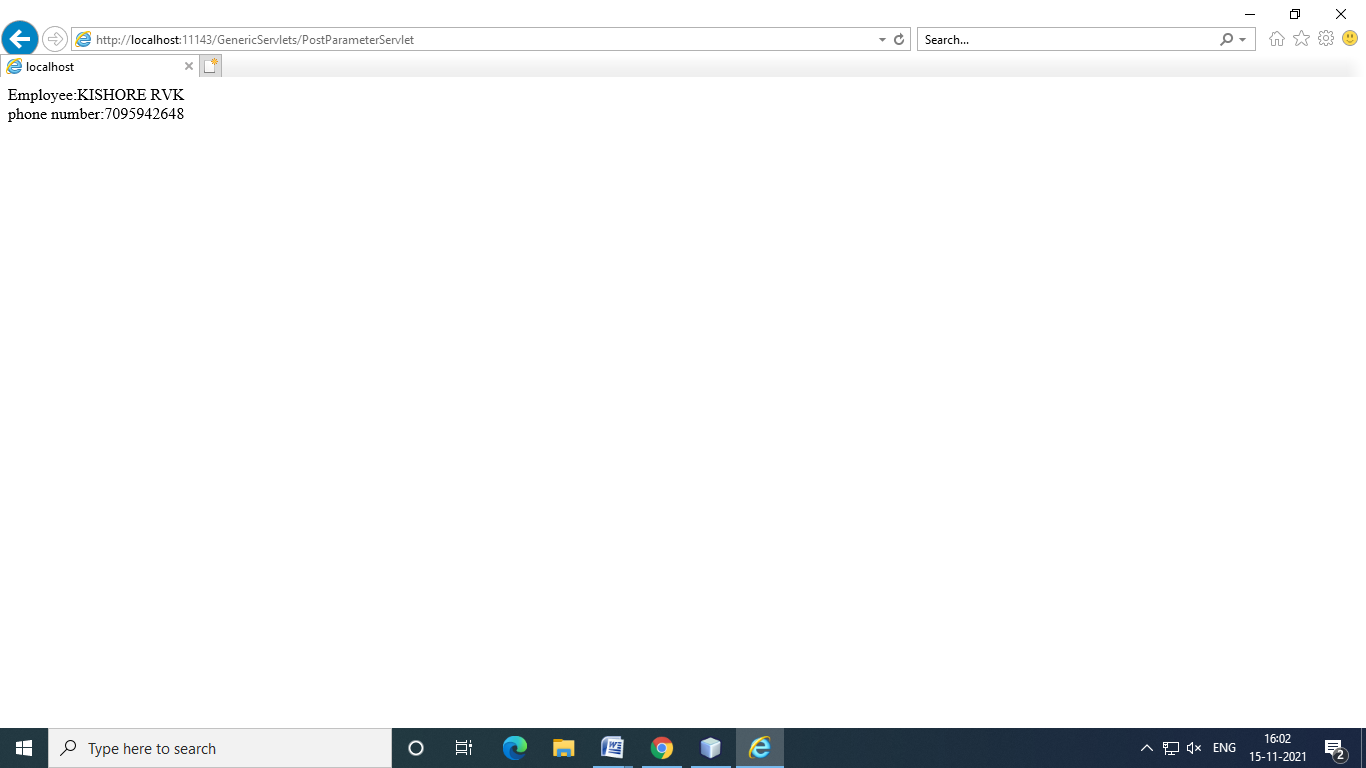 http://localhost:11143/GenericServlets/PostParameterServlet
Search...
localhost
Employee:KISHORE RVK
phone number:7095942648
Type here to search
ENG
16:02
15-11-2021
2